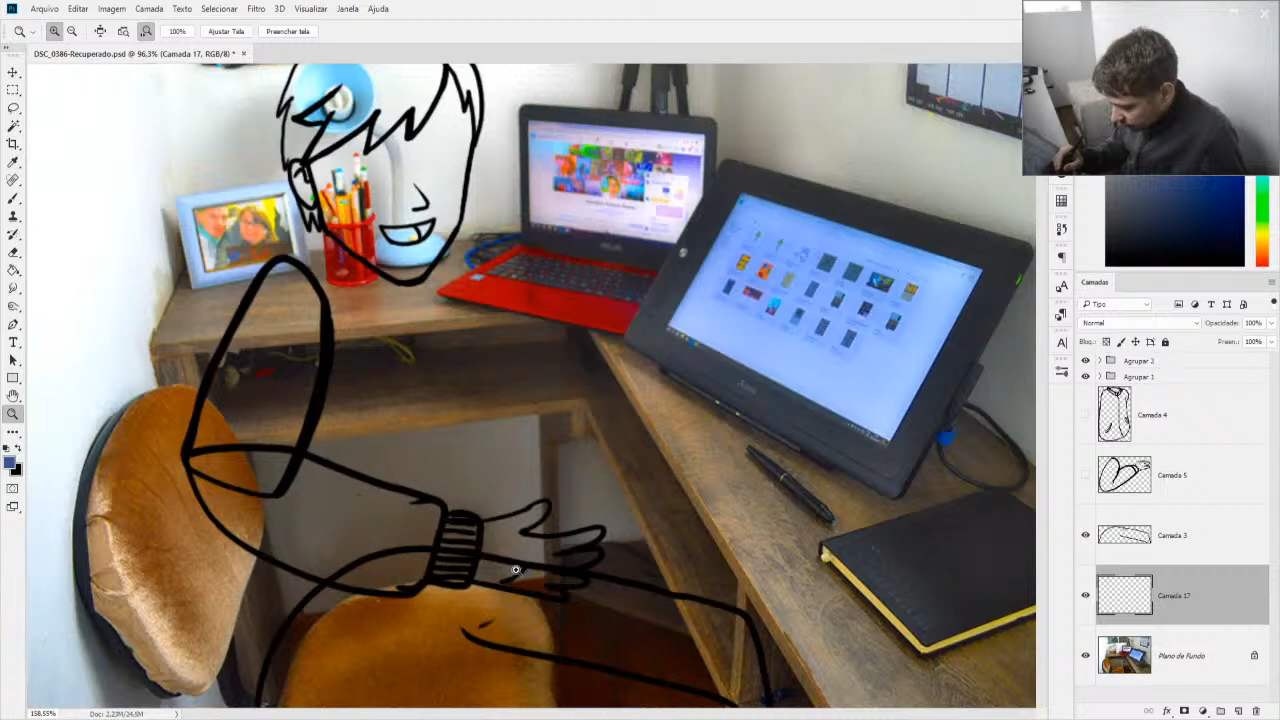 Arquivo Editar Imagem Camada Texto Selecionar Filtro 3D Visualizar Janela Ajuda
100% Ajustar Tela Preencher tela
DSC_0386-Recuperado.psd @ 96,3% (Camada 17, RGB/8) *
Camadas
Tipo
Normal Opacidade: 100%
Bloq.: Preen.: 100%
Agrupar 2
Agrupar 1
Camada 4
Camada 5
Camada 3
Camada 17
Plano de Fundo
158,55% Doc: 2,23M/24,5M